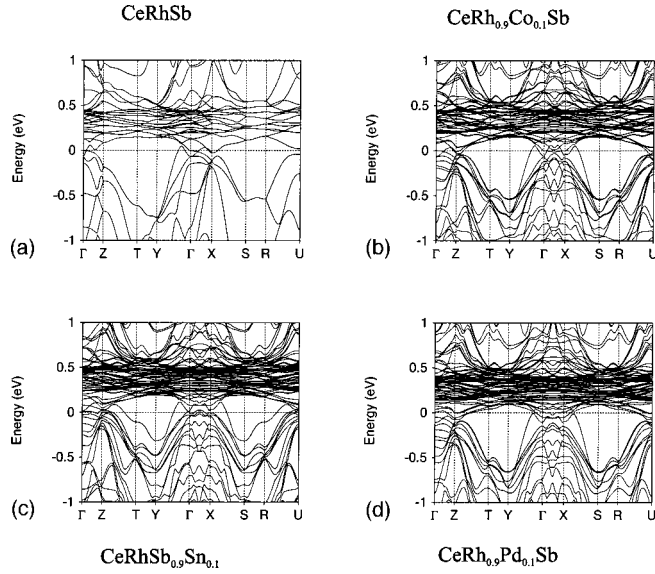 CeRhSb
CeRh₀.₉Co₀.₁Sb
1
0.5
0
-0.5
-1
Energy (eV)
(a)
Γ Z T Y Γ X S R U
1
0.5
0
-0.5
-1
Energy (eV)
(b)
Γ Z T Y Γ X S R U
1
0.5
0
-0.5
-1
Energy (eV)
(c)
Γ Z T Y Γ X S R U
1
0.5
0
-0.5
-1
Energy (eV)
(d)
Γ Z T Y Γ X S R U
CeRhSb₀.₉Sn₀.₁
CeRh₀.₉Pd₀.₁Sb